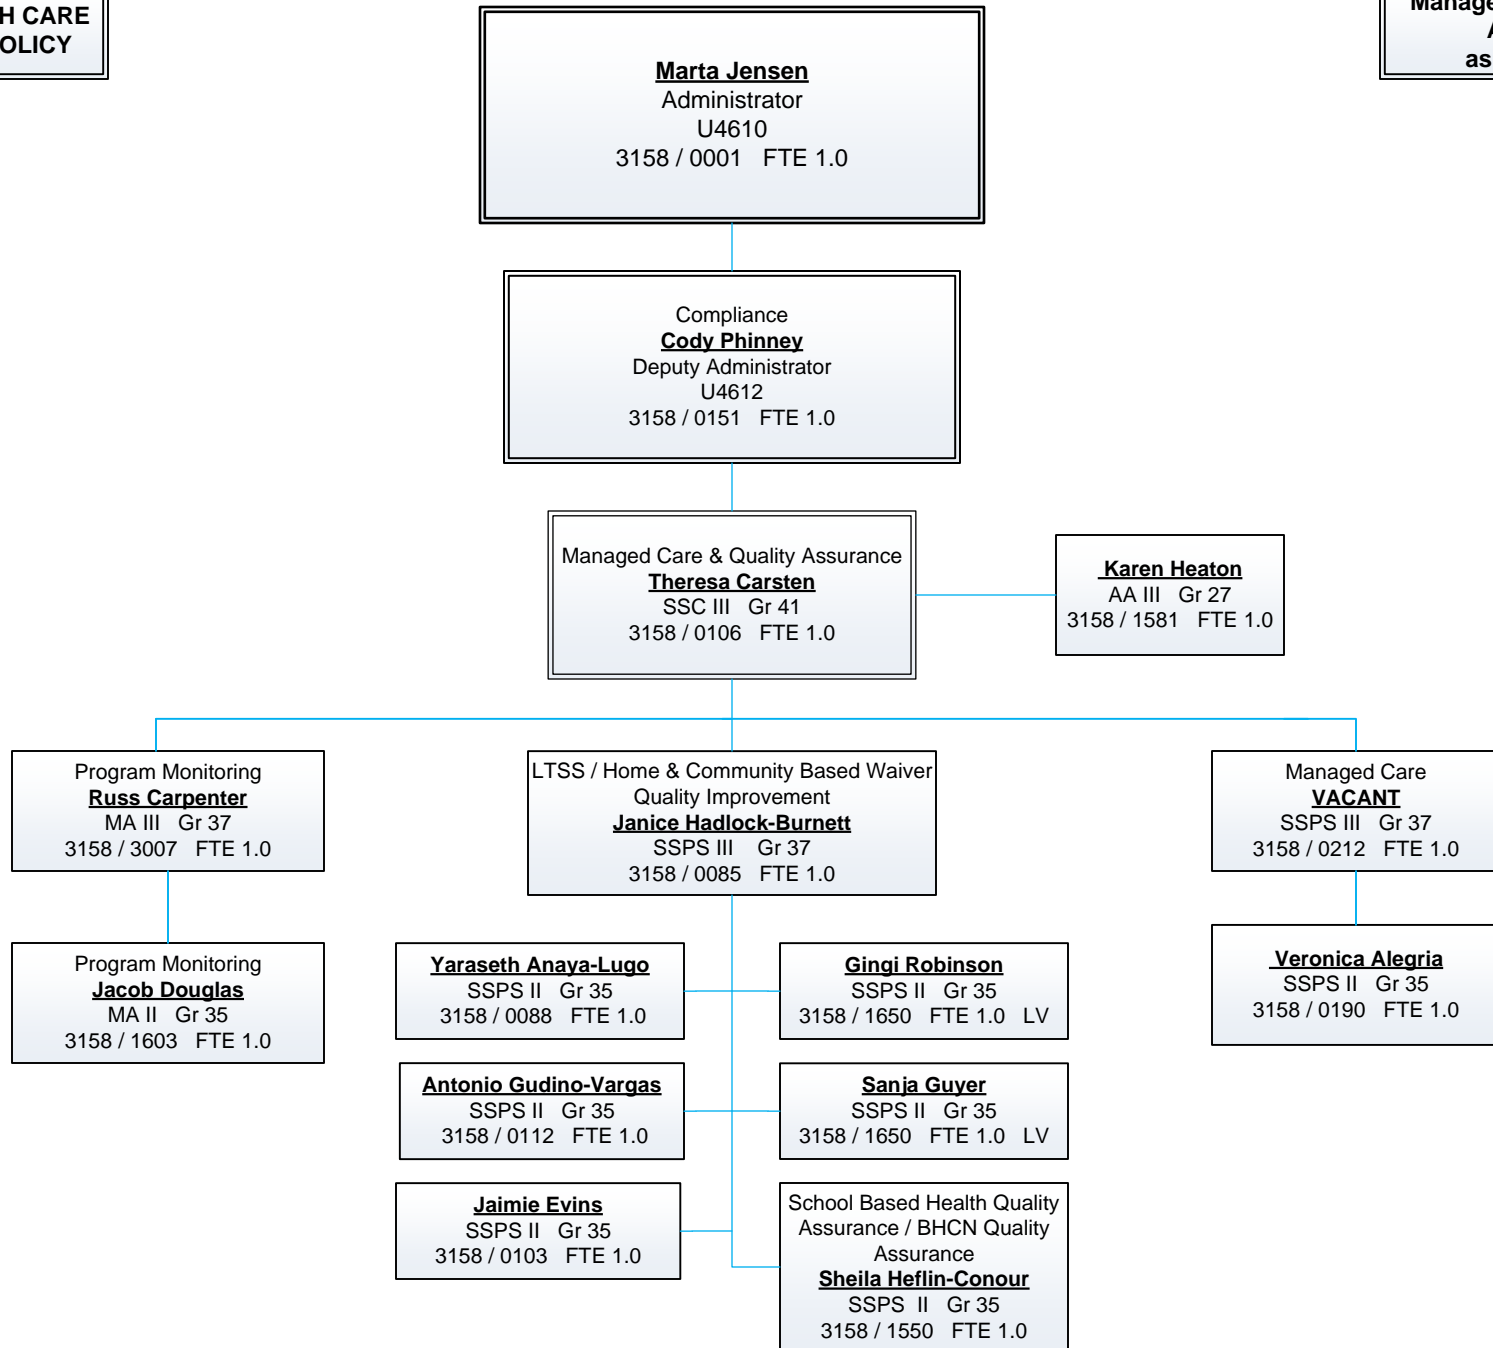 H CARE
OLICY
Manage
A
as
Marta Jensen
Administrator
U4610
3158 / 0001 FTE 1.0
Compliance
Cody Phinney
Deputy Administrator
U4612
3158 / 0151 FTE 1.0
Managed Care & Quality Assurance
Theresa Carsten
SSC III Gr 41
3158 / 0106 FTE 1.0
Karen Heaton
AA III Gr 27
3158 / 1581 FTE 1.0
Program Monitoring
Russ Carpenter
MA III Gr 37
3158 / 3007 FTE 1.0
LTSS / Home & Community Based Waiver
Quality Improvement
Janice Hadlock-Burnett
SSPS III Gr 37
3158 / 0085 FTE 1.0
Managed Care
VACANT
SSPS III Gr 37
3158 / 0212 FTE 1.0
Program Monitoring
Jacob Douglas
MA II Gr 35
3158 / 1603 FTE 1.0
Yaraseth Anaya-Lugo
SSPS II Gr 35
3158 / 0088 FTE 1.0
Gingi Robinson
SSPS II Gr 35
3158 / 1650 FTE 1.0 LV
Veronica Alegria
SSPS II Gr 35
3158 / 0190 FTE 1.0
Antonio Gudino-Vargas
SSPS II Gr 35
3158 / 0112 FTE 1.0
Sanja Guyer
SSPS II Gr 35
3158 / 1650 FTE 1.0 LV
Jaimie Evins
SSPS II Gr 35
3158 / 0103 FTE 1.0
School Based Health Quality
Assurance / BHCN Quality
Assurance
Sheila Heflin-Conour
SSPS II Gr 35
3158 / 1550 FTE 1.0